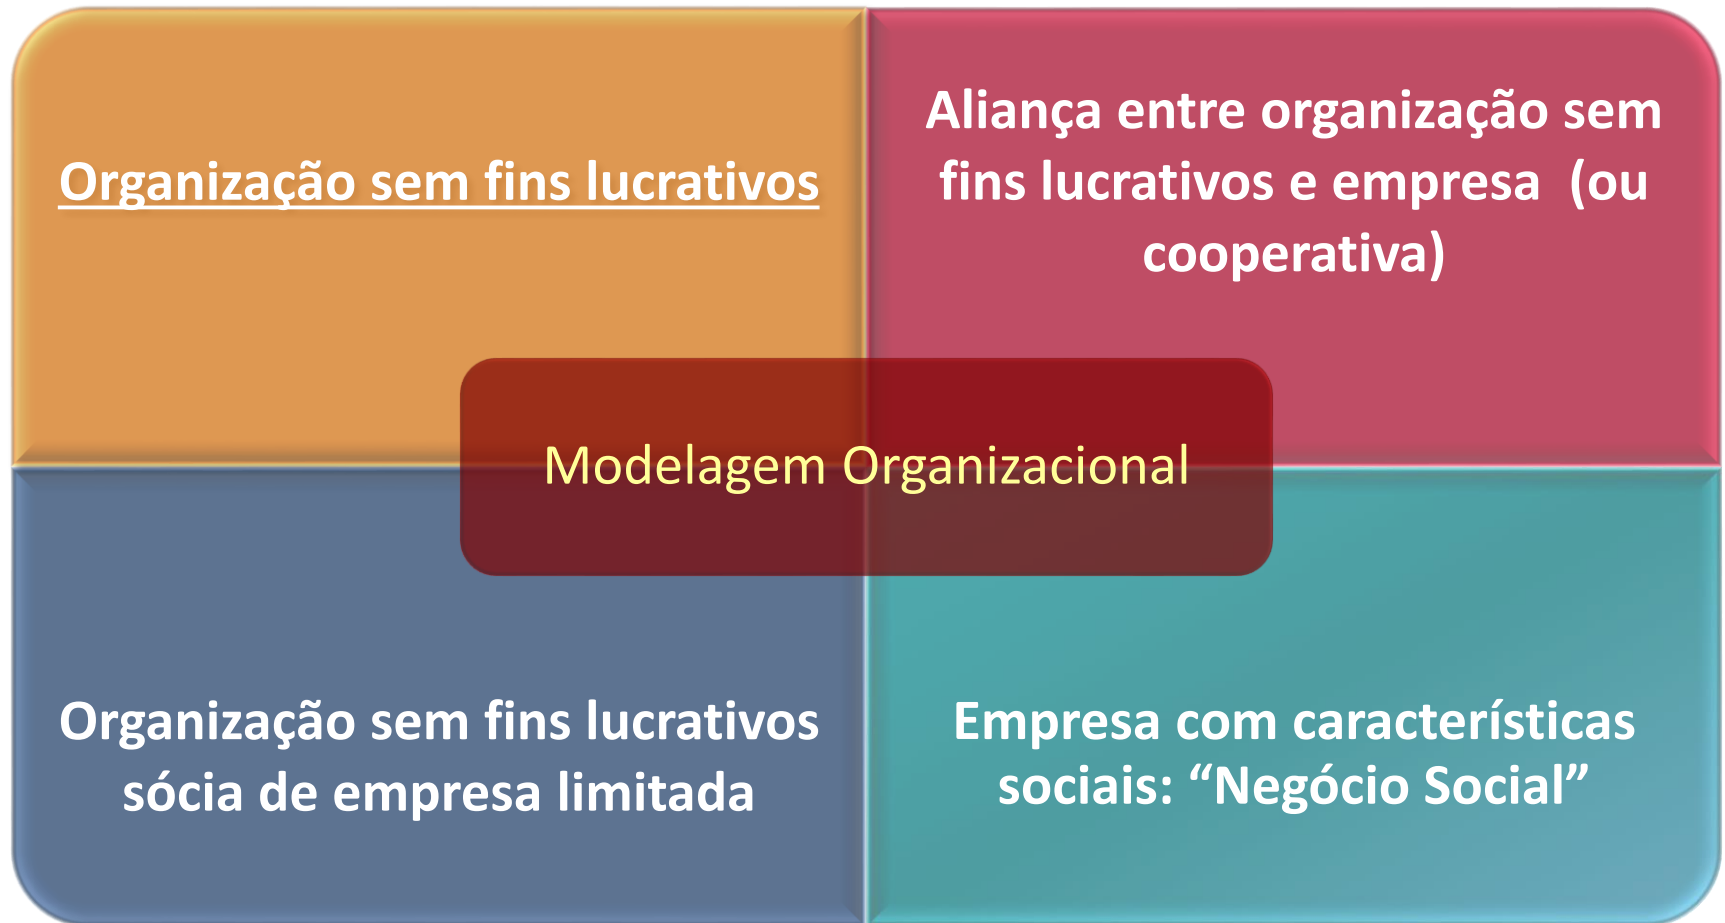 Organização sem fins lucrativos
Aliança entre organização sem
fins lucrativos e empresa (ou
cooperativa)
Modelagem Organizacional
Organização sem fins lucrativos
sócia de empresa limitada
Empresa com características
sociais: “Negócio Social”